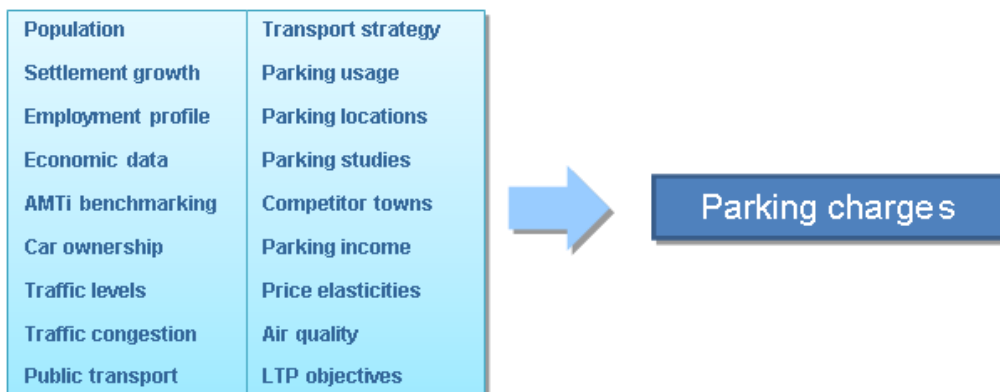 Population
Settlement growth
Employment profile
Economic data
AMTi benchmarking
Car ownership
Traffic levels
Traffic congestion
Public transport
Transport strategy
Parking usage
Parking locations
Parking studies
Competitor towns
Parking income
Price elasticities
Air quality
LTP objectives
Parking charges